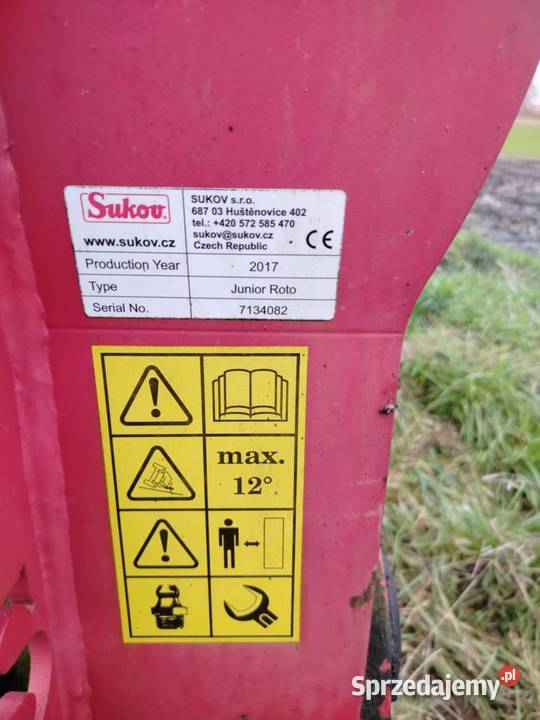 Sukov
www.sukov.cz
SUKOV s.r.o.
687 03 Huštěnovice 402
tel.: +420 572 585 470
sukov@sukov.cz
Czech Republic
CE
Production Year 2017
Type Junior Roto
Serial No. 7134082
max.
12°
Sprzedajemy.pl